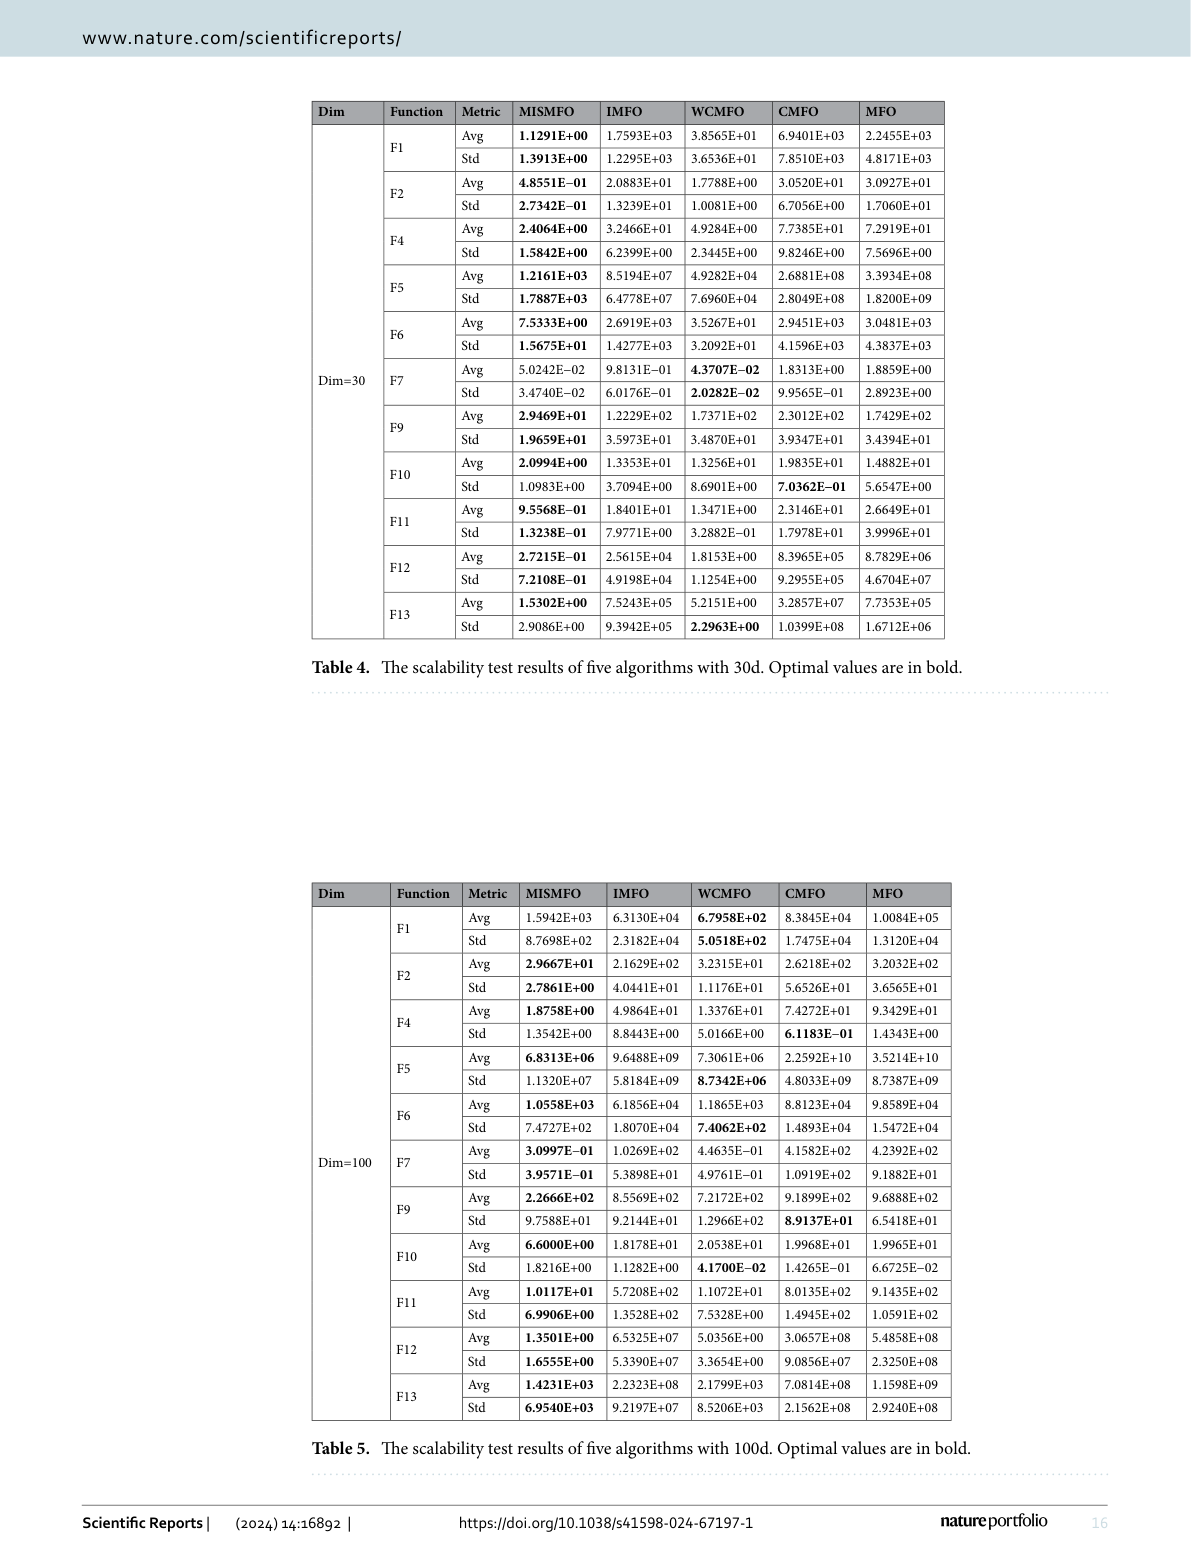 www.nature.com/scientificreports/
Dim Function Metric MISMFO IMFO WCMFO CMFO MFO
Dim=30
F1
Avg 1.1291E+00 1.7593E+03 3.8565E+01 6.9401E+03 2.2455E+03
Std 1.3913E+00 1.2295E+03 3.6536E+01 7.8510E+03 4.8171E+03
F2
Avg 4.8551E−01 2.0883E+01 1.7788E+00 3.0520E+01 3.0927E+01
Std 2.7342E−01 1.3239E+01 1.0081E+00 6.7056E+00 1.7060E+01
F4
Avg 2.4064E+00 3.2466E+01 4.9284E+00 7.7385E+01 7.2919E+01
Std 1.5842E+00 6.2399E+00 2.3445E+00 9.8246E+00 7.5696E+00
F5
Avg 1.2161E+03 8.5194E+07 4.9282E+04 2.6881E+08 3.3934E+08
Std 1.7887E+03 6.4778E+07 7.6960E+04 2.8049E+08 1.8200E+09
F6
Avg 7.5333E+00 2.6919E+03 3.5267E+01 2.9451E+03 3.0481E+03
Std 1.5675E+01 1.4277E+03 3.2092E+01 4.1596E+03 4.3837E+03
F7
Avg 5.0242E−02 9.8131E−01 4.3707E−02 1.8313E+00 1.8859E+00
Std 3.4740E−02 6.0176E−01 2.0282E−02 9.9565E−01 2.8923E+00
F9
Avg 2.9469E+01 1.2229E+02 1.7371E+02 2.3012E+02 1.7429E+02
Std 1.9659E+01 3.5973E+01 3.4870E+01 3.9347E+01 3.4394E+01
F10
Avg 2.0994E+00 1.3353E+01 1.3256E+01 1.9835E+01 1.4882E+01
Std 1.0983E+00 3.7094E+00 8.6901E+00 7.0362E−01 5.6547E+00
F11
Avg 9.5568E−01 1.8401E+01 1.3471E+00 2.3146E+01 2.6649E+01
Std 1.3238E−01 7.9771E+00 3.2882E−01 1.7978E+01 3.9996E+01
F12
Avg 2.7215E−01 2.5615E+04 1.8153E+00 8.3965E+05 8.7829E+06
Std 7.2108E−01 4.9198E+04 1.1254E+00 9.2955E+05 4.6704E+07
F13
Avg 1.5302E+00 7.5243E+05 5.2151E+00 3.2857E+07 7.7353E+05
Std 2.9086E+00 9.3942E+05 2.2963E+00 1.0399E+08 1.6712E+06
Table 4. The scalability test results of five algorithms with 30d. Optimal values are in bold.
Dim Function Metric MISMFO IMFO WCMFO CMFO MFO
Dim=100
F1
Avg 1.5942E+03 6.3130E+04 6.7958E+02 8.3845E+04 1.0084E+05
Std 8.7698E+02 2.3182E+04 5.0518E+02 1.7475E+04 1.3120E+04
F2
Avg 2.9667E+01 2.1629E+02 3.2315E+01 2.6218E+02 3.2032E+02
Std 2.7861E+00 4.0441E+01 1.1176E+01 5.6526E+01 3.6565E+01
F4
Avg 1.8758E+00 4.9864E+01 1.3376E+01 7.4272E+01 9.3429E+01
Std 1.3542E+00 8.8443E+00 5.0166E+00 6.1183E−01 1.4343E+00
F5
Avg 6.8313E+06 9.6488E+09 7.3061E+06 2.2592E+10 3.5214E+10
Std 1.1320E+07 5.8184E+09 8.7342E+06 4.8033E+09 8.7387E+09
F6
Avg 1.0558E+03 6.1856E+04 1.1865E+03 8.8123E+04 9.8589E+04
Std 7.4727E+02 1.8070E+04 7.4062E+02 1.4893E+04 1.5472E+04
F7
Avg 3.0997E−01 1.0269E+02 4.4635E−01 4.1582E+02 4.2392E+02
Std 3.9571E−01 5.3898E+01 4.9761E−01 1.0919E+02 9.1882E+01
F9
Avg 2.2666E+02 8.5569E+02 7.2172E+02 9.1899E+02 9.6888E+02
Std 9.7588E+01 9.2144E+01 1.2966E+02 8.9137E+01 6.5418E+01
F10
Avg 6.6000E+00 1.8178E+01 2.0538E+01 1.9968E+01 1.9965E+01
Std 1.8216E+00 1.1282E+00 4.1700E−02 1.4265E−01 6.6725E−02
F11
Avg 1.0117E+01 5.7208E+02 1.1072E+01 8.0135E+02 9.1435E+02
Std 6.9906E+00 1.3528E+02 7.5328E+00 1.4945E+02 1.0591E+02
F12
Avg 1.3501E+00 6.5325E+07 5.0356E+00 3.0657E+08 5.4858E+08
Std 1.6555E+00 5.3390E+07 3.3654E+00 9.0856E+07 2.3250E+08
F13
Avg 1.4231E+03 2.2323E+08 2.1799E+03 7.0814E+08 1.1598E+09
Std 6.9540E+03 9.2197E+07 8.5206E+03 2.1562E+08 2.9240E+08
Table 5. The scalability test results of five algorithms with 100d. Optimal values are in bold.
Scientific Reports | (2024) 14:16892 | https://doi.org/10.1038/s41598-024-67197-1 natureportfolio 16